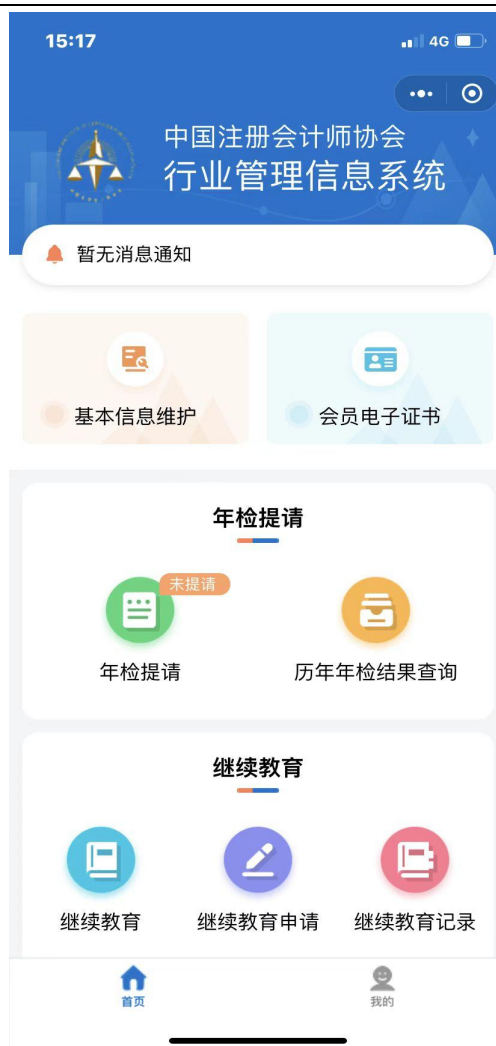 15:17
4G
中国注册会计师协会
行业管理信息系统
暂无消息通知
基本信息维护
会员电子证书
年检提请
未提请
年检提请
历年年检结果查询
继续教育
继续教育
继续教育申请
继续教育记录
首页
我的